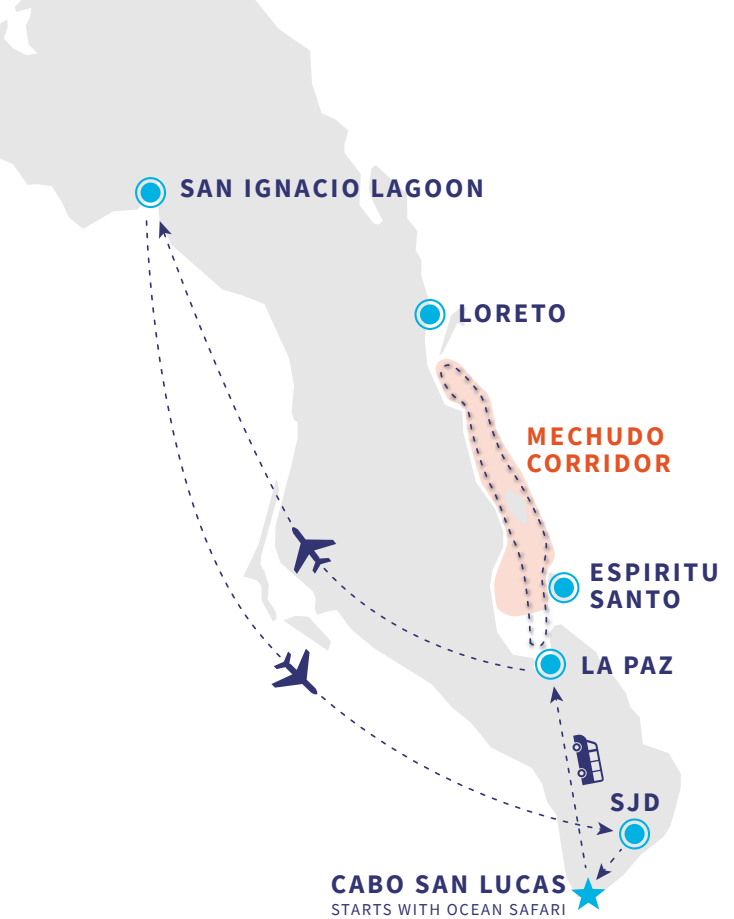 SAN IGNACIO LAGOON
LORETO
MECHUDO
CORRIDOR
ESPIRITU
SANTO
LA PAZ
SJD
CABO SAN LUCAS
STARTS WITH OCEAN SAFARI